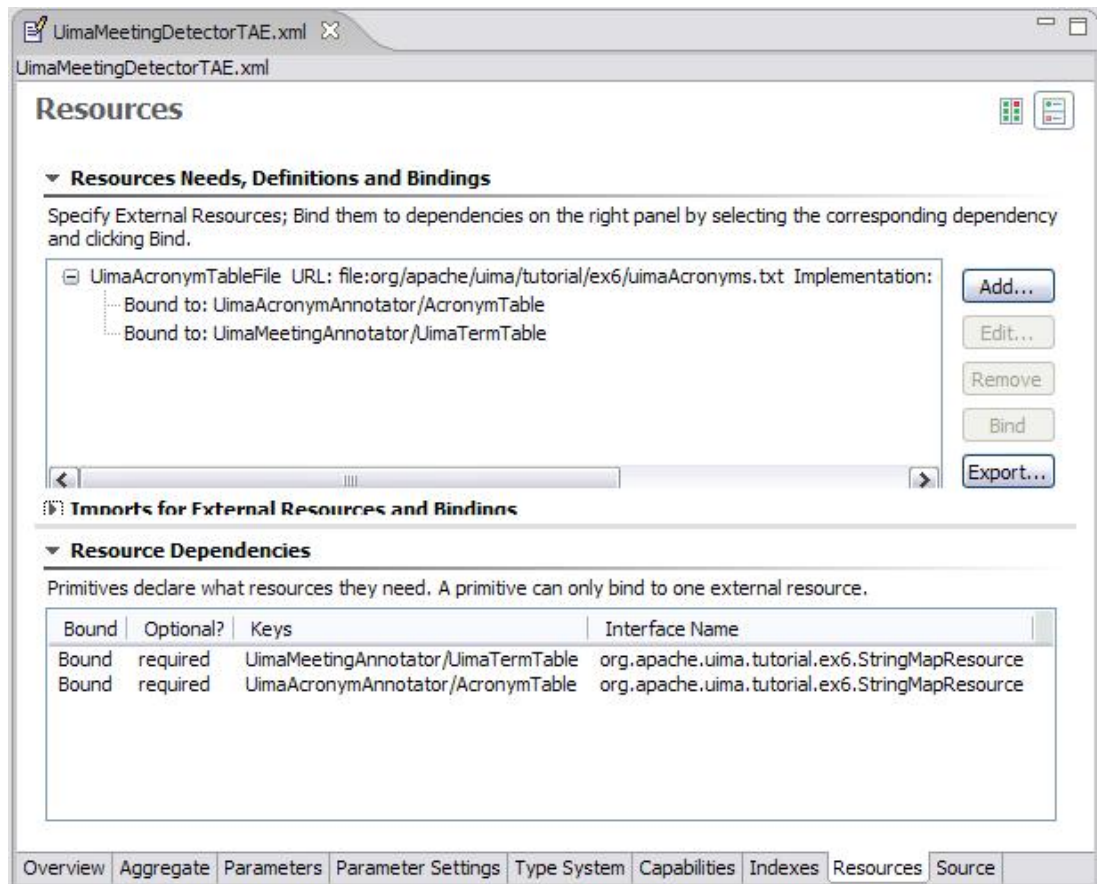 UimaMeetingDetectorTAE.xml
UimaMeetingDetectorTAE.xml
Resources
Resources Needs, Definitions and Bindings
Specify External Resources; Bind them to dependencies on the right panel by selecting the corresponding dependency
and clicking Bind.
UimaAcronymTableFile URL: file:org/apache/uima/tutorial/ex6/uimaAcronyms.txt Implementation:
Bound to: UimaAcronymAnnotator/AcronymTable
Bound to: UimaMeetingAnnotator/UimaTermTable
Add...
Edit...
Remove
Bind
Export...
Imports for External Resources and Bindings
Resource Dependencies
Primitives declare what resources they need. A primitive can only bind to one external resource.
Bound Optional? Keys Interface Name
Bound required UimaMeetingAnnotator/UimaTermTable org.apache.uima.tutorial.ex6.StringMapResource
Bound required UimaAcronymAnnotator/AcronymTable org.apache.uima.tutorial.ex6.StringMapResource
Overview Aggregate Parameters Parameter Settings Type System Capabilities Indexes Resources Source